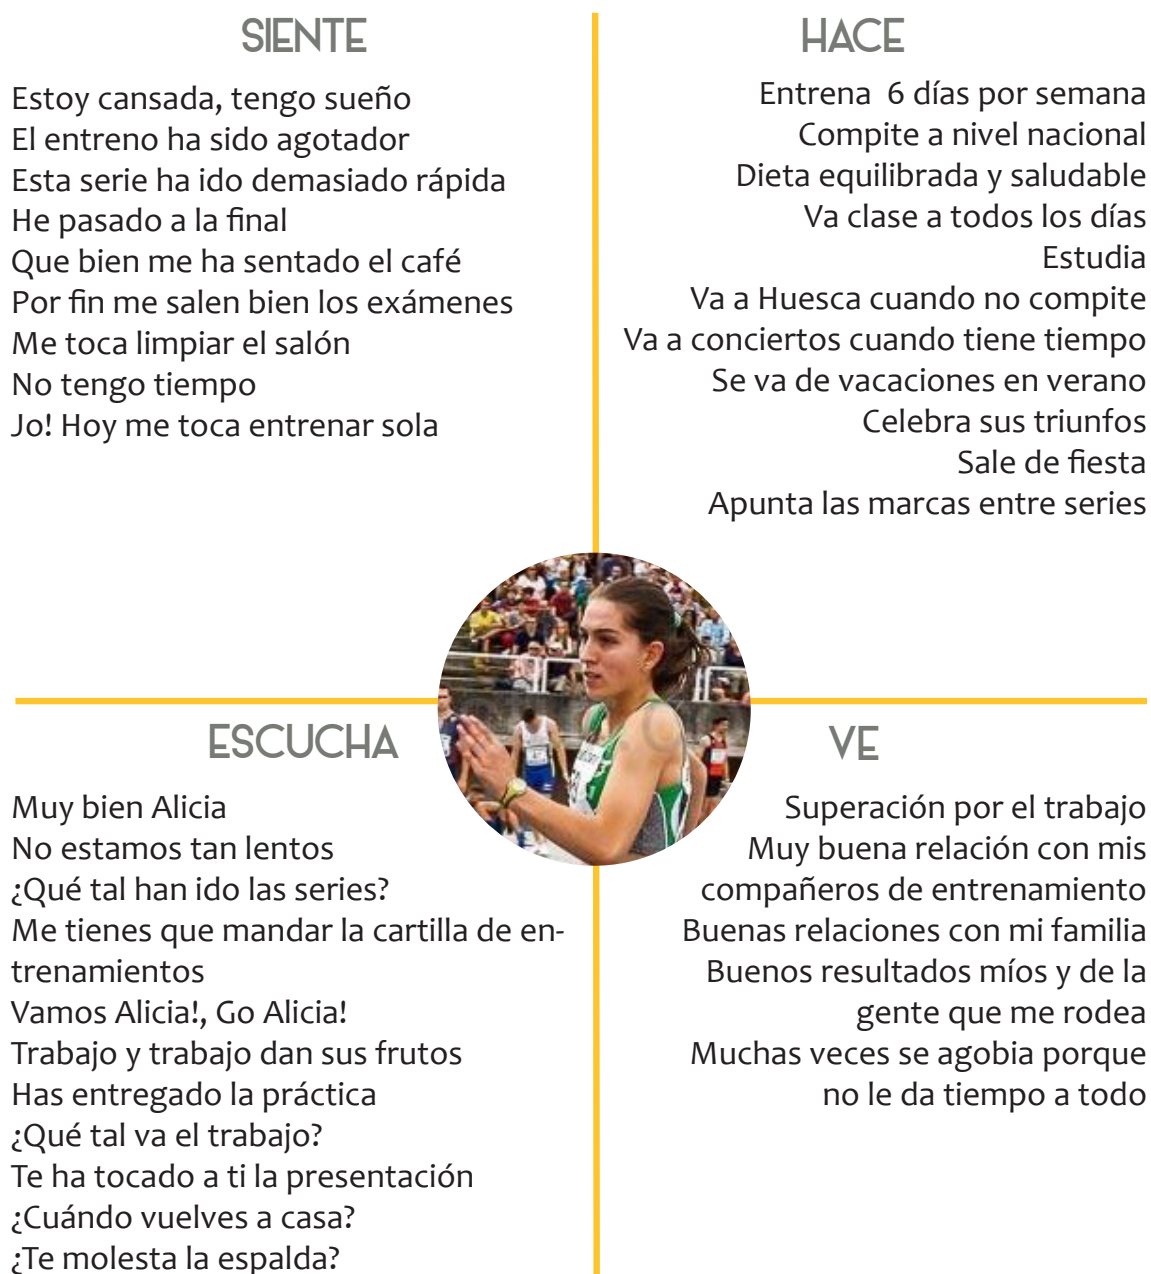 SIENTE
Estoy cansada, tengo sueño
El entreno ha sido agotador
Esta serie ha ido demasiado rápida
He pasado a la final
Que bien me ha sentado el café
Por fin me salen bien los exámenes
Me toca limpiar el salón
No tengo tiempo
Jo! Hoy me toca entrenar sola
HACE
Entrena 6 días por semana
Compite a nivel nacional
Dieta equilibrada y saludable
Va clase a todos los días
Estudia
Va a Huesca cuando no compite
Va a conciertos cuando tiene tiempo
Se va de vacaciones en verano
Celebra sus triunfos
Sale de fiesta
Apunta las marcas entre series
ESCUCHA
Muy bien Alicia
No estamos tan lentos
¿Qué tal han ido las series?
Me tienes que mandar la cartilla de en-
trenamientos
Vamos Alicia!, Go Alicia!
Trabajo y trabajo dan sus frutos
Has entregado la práctica
¿Qué tal va el trabajo?
Te ha tocado a ti la presentación
¿Cuándo vuelves a casa?
¿Te molesta la espalda?
VE
Superación por el trabajo
Muy buena relación con mis
compañeros de entrenamiento
Buenas relaciones con mi familia
Buenos resultados míos y de la
gente que me rodea
Muchas veces se agobia porque
no le da tiempo a todo